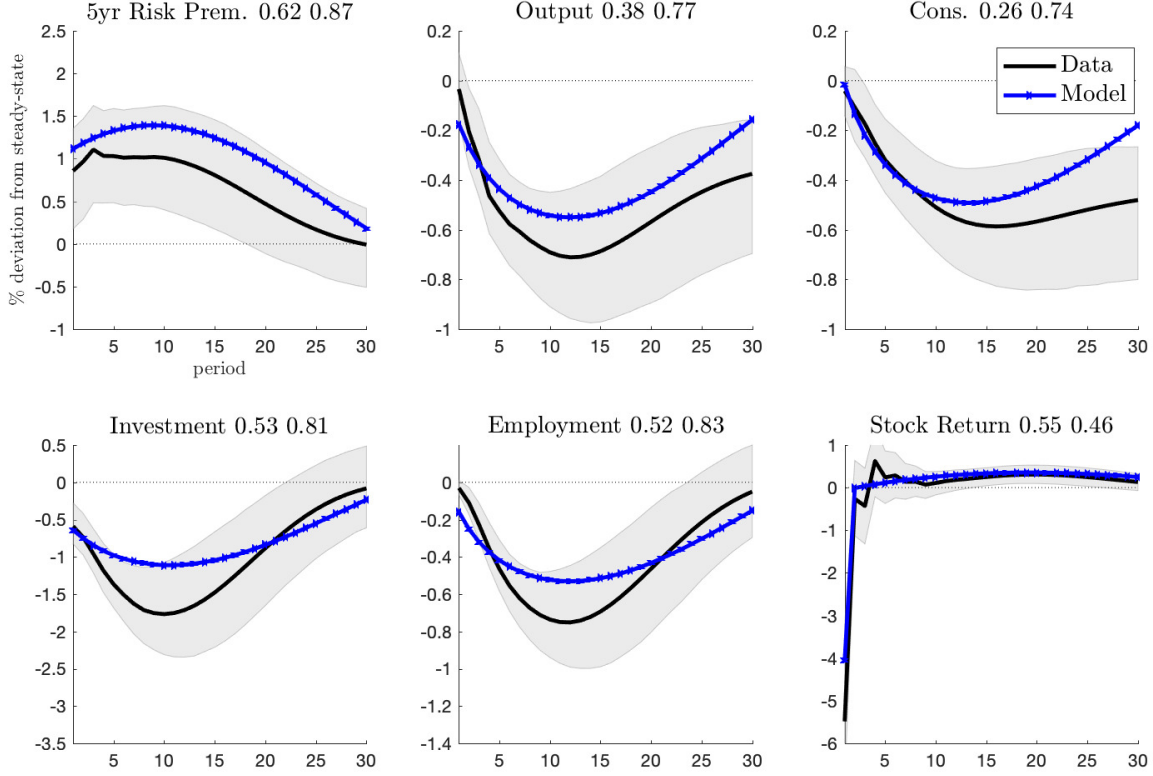 5yr Risk Prem. 0.62 0.87
2.5
2
1.5
1
0.5
0
-0.5
-1
% deviation from steady-state
5 10 15 20 25 30
period
Output 0.38 0.77
0.2
0
-0.2
-0.4
-0.6
-0.8
-1
5 10 15 20 25 30
Cons. 0.26 0.74
0.2
0
-0.2
-0.4
-0.6
-0.8
-1
5 10 15 20 25 30
Data
Model
Investment 0.53 0.81
0.5
0
-0.5
-1
-1.5
-2
-2.5
-3
-3.5
5 10 15 20 25 30
Employment 0.52 0.83
0
-0.2
-0.4
-0.6
-0.8
-1
-1.2
-1.4
5 10 15 20 25 30
Stock Return 0.55 0.46
1
0
-1
-2
-3
-4
-5
-6
5 10 15 20 25 30